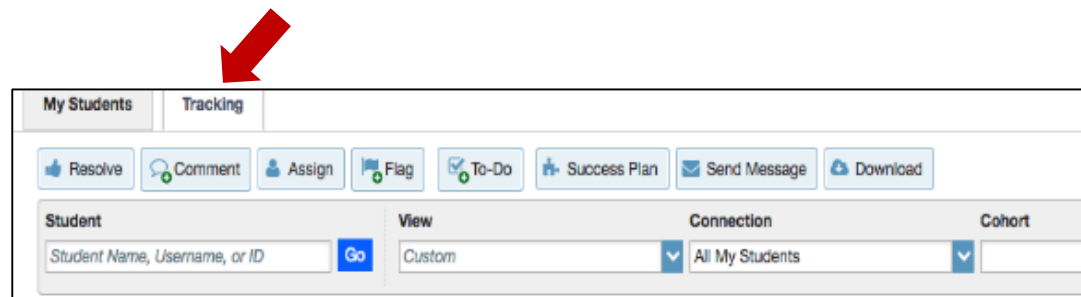 My Students Tracking
Resolve Comment Assign Flag To-Do Success Plan Send Message Download
Student View Connection Cohort
Student Name, Username, or ID Go Custom All My Students